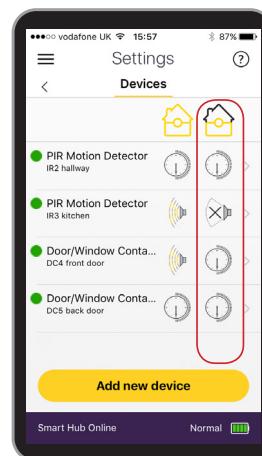 vodafone UK 15:57 87%
Settings
?
Devices
PIR Motion Detector
IR2 hallway
PIR Motion Detector
IR3 kitchen
Door/Window Conta...
DC4 front door
Door/Window Conta...
DC5 back door
Add new device
Smart Hub Online Normal